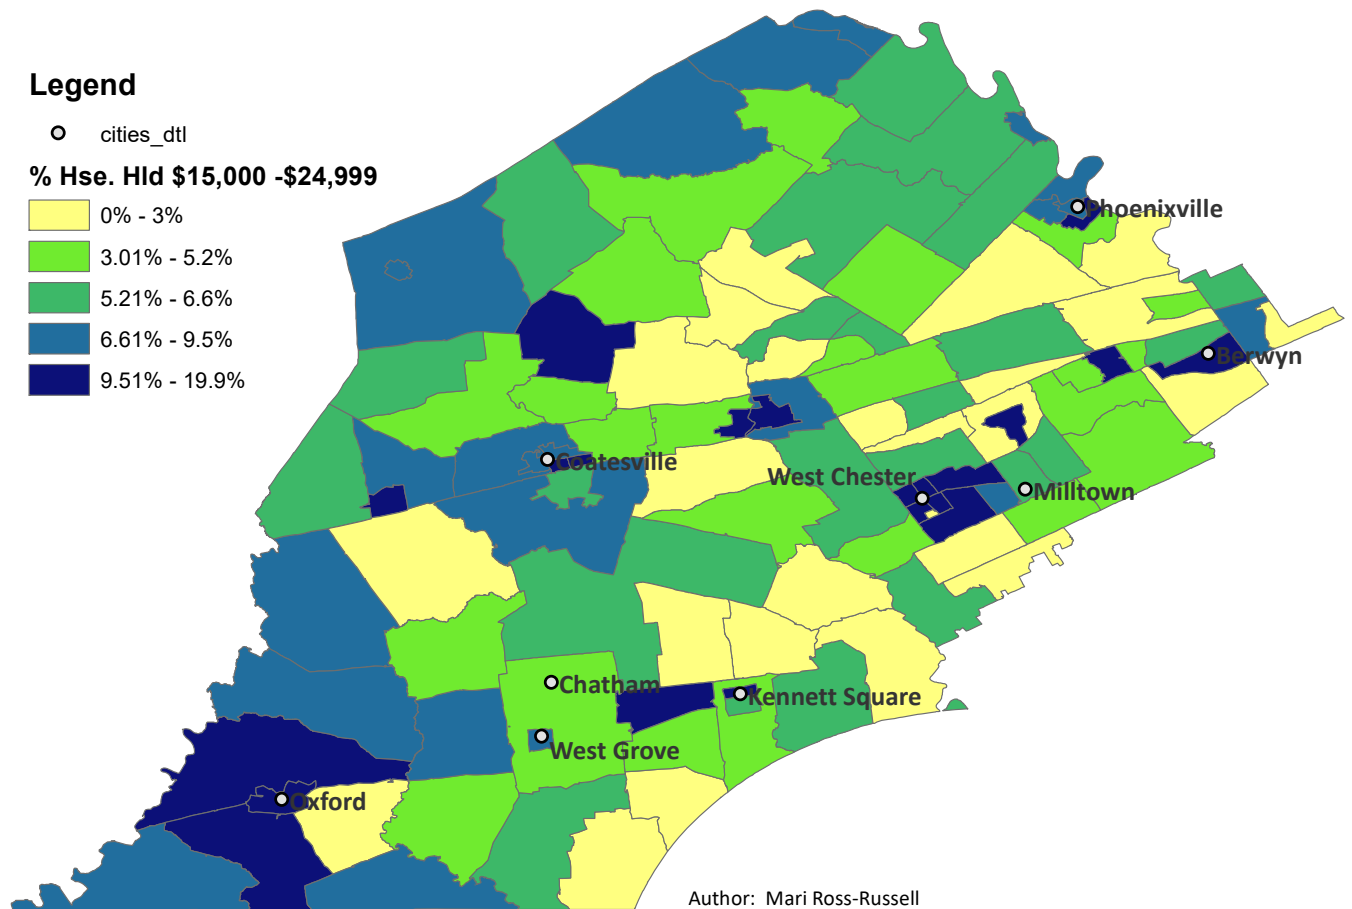 Legend
cities_dtl
% Hse. Hld $15,000 -$24,999
0% - 3%
3.01% - 5.2%
5.21% - 6.6%
6.61% - 9.5%
9.51% - 19.9%
Phoenixville
Berwyn
Coatesville
West Chester
Milltown
Chatham
Kennett Square
West Grove
Oxford
Author:  Mari Ross-Russell